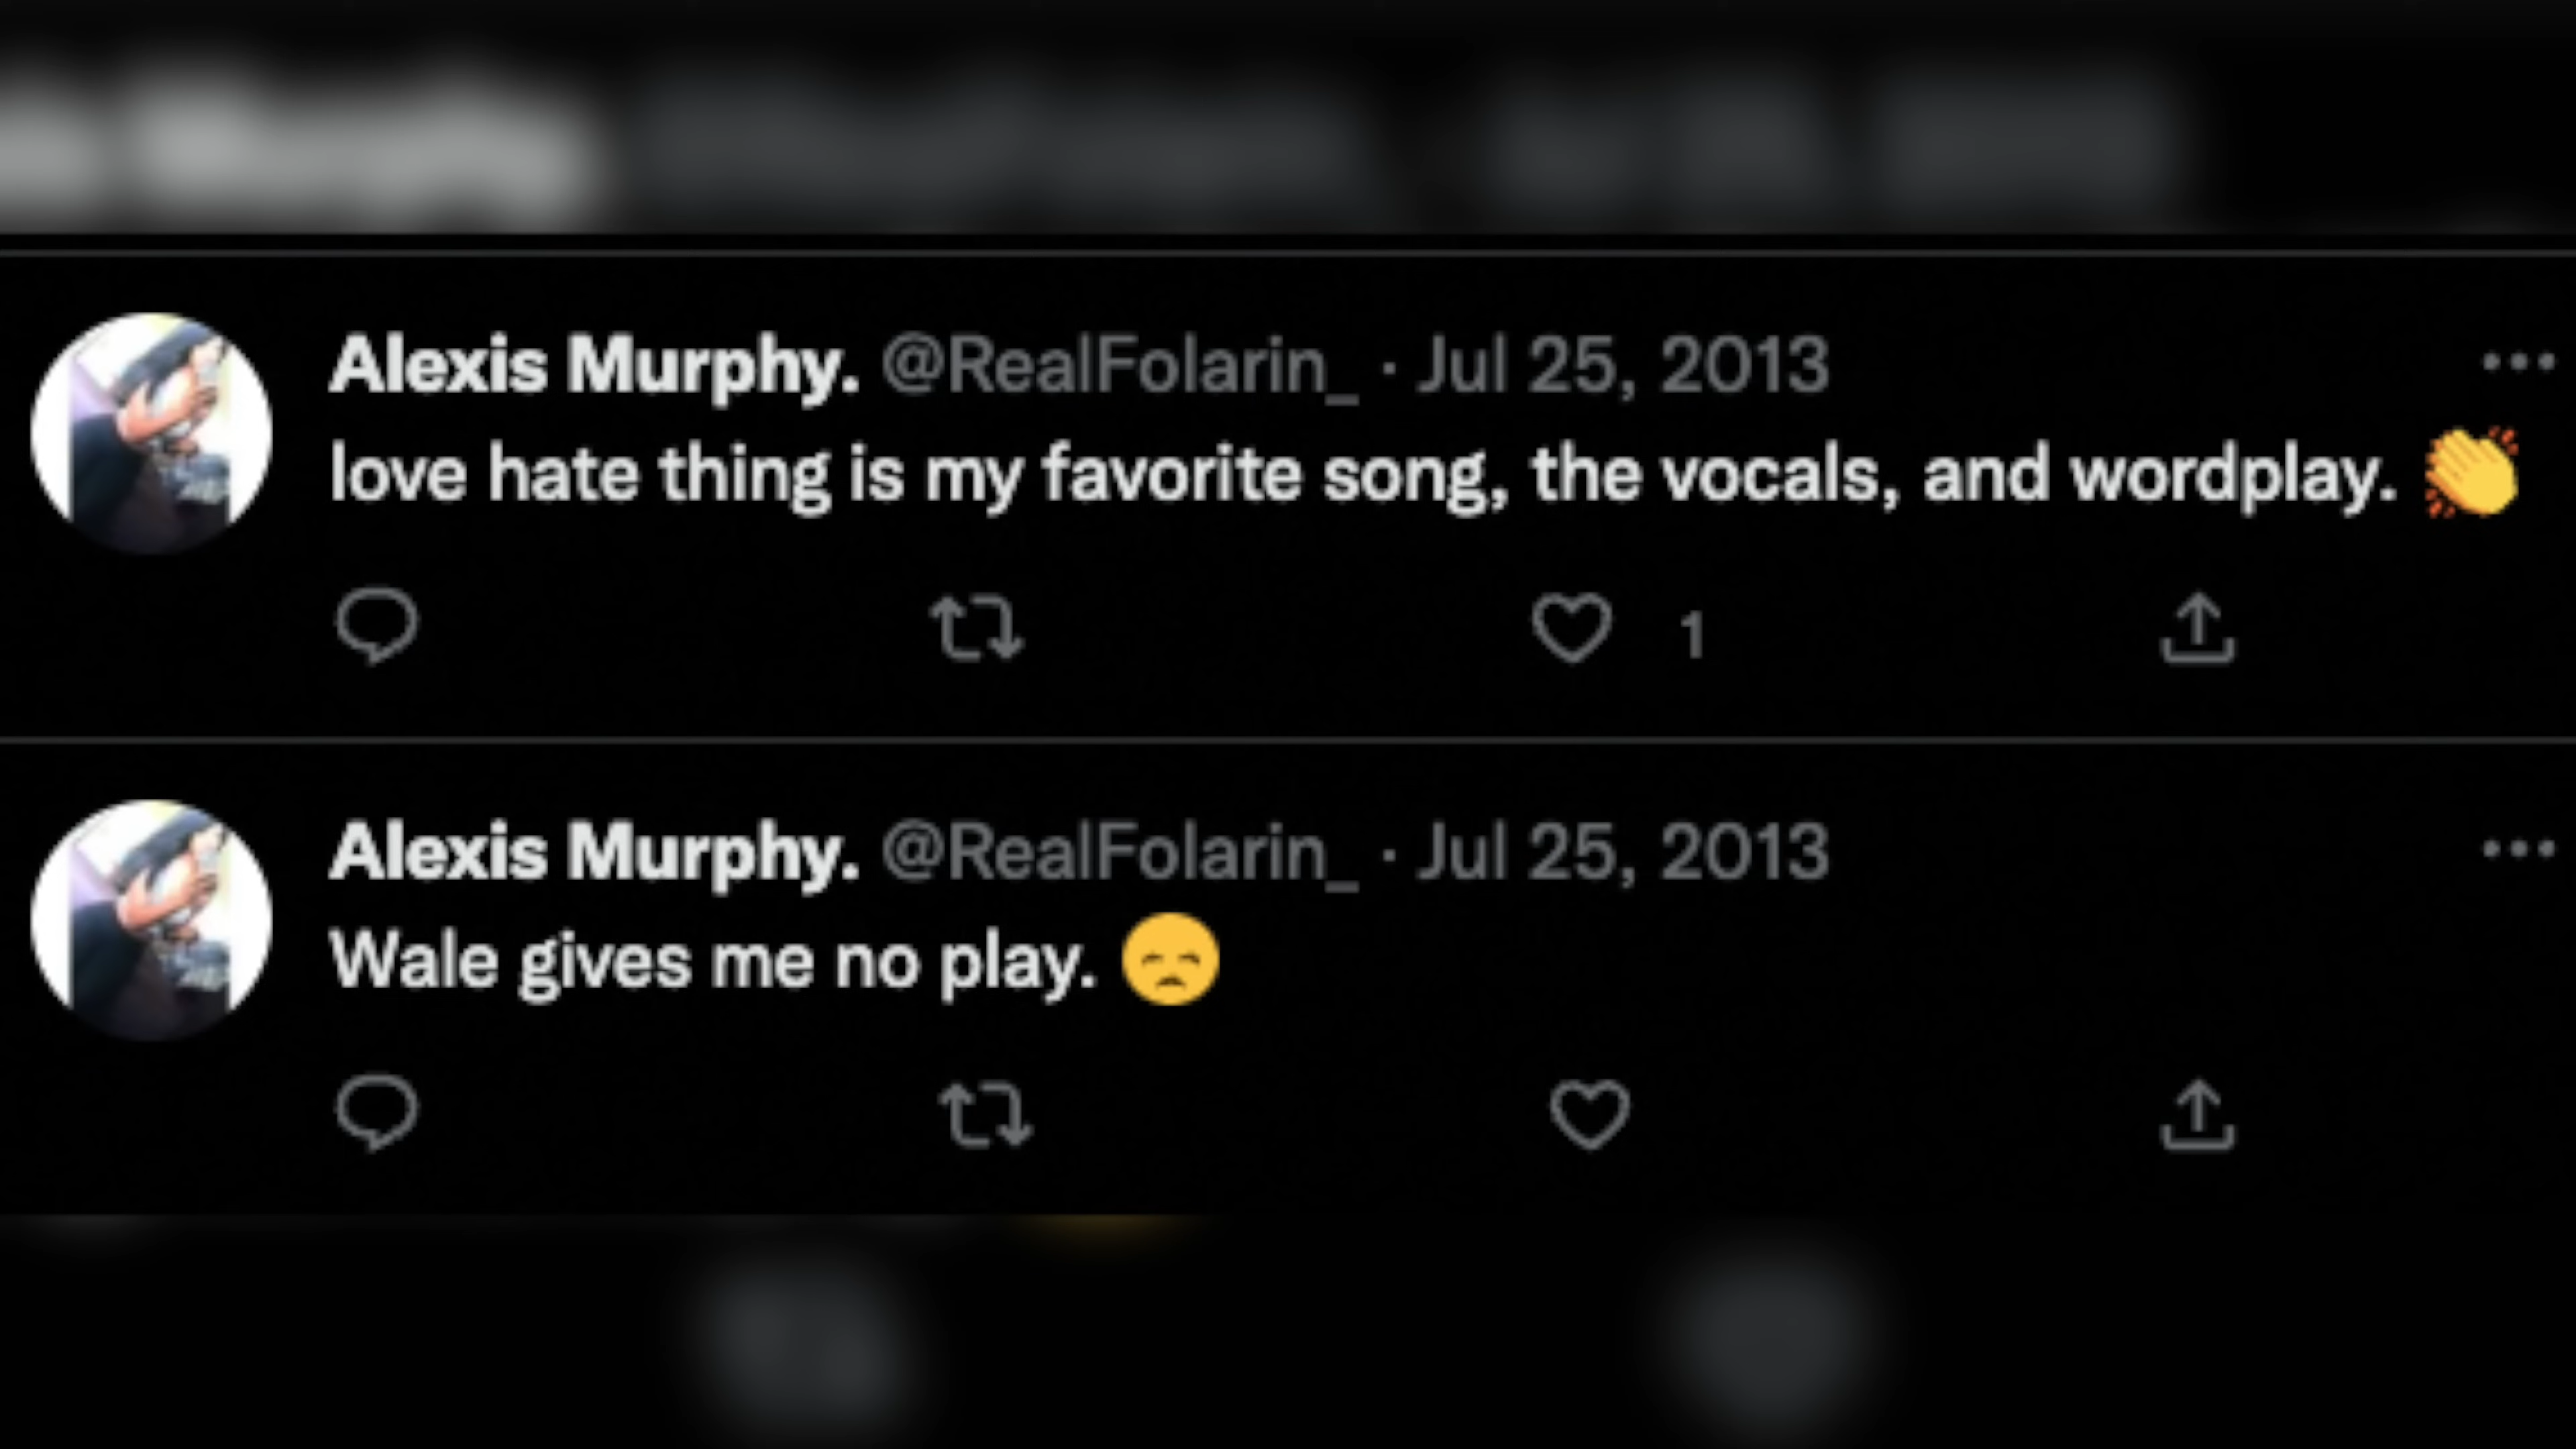 Alexis Murphy. @RealFolarin_ · Jul 25, 2013
love hate thing is my favorite song, the vocals, and wordplay. 👏
1
Alexis Murphy. @RealFolarin_ · Jul 25, 2013
Wale gives me no play. 😞